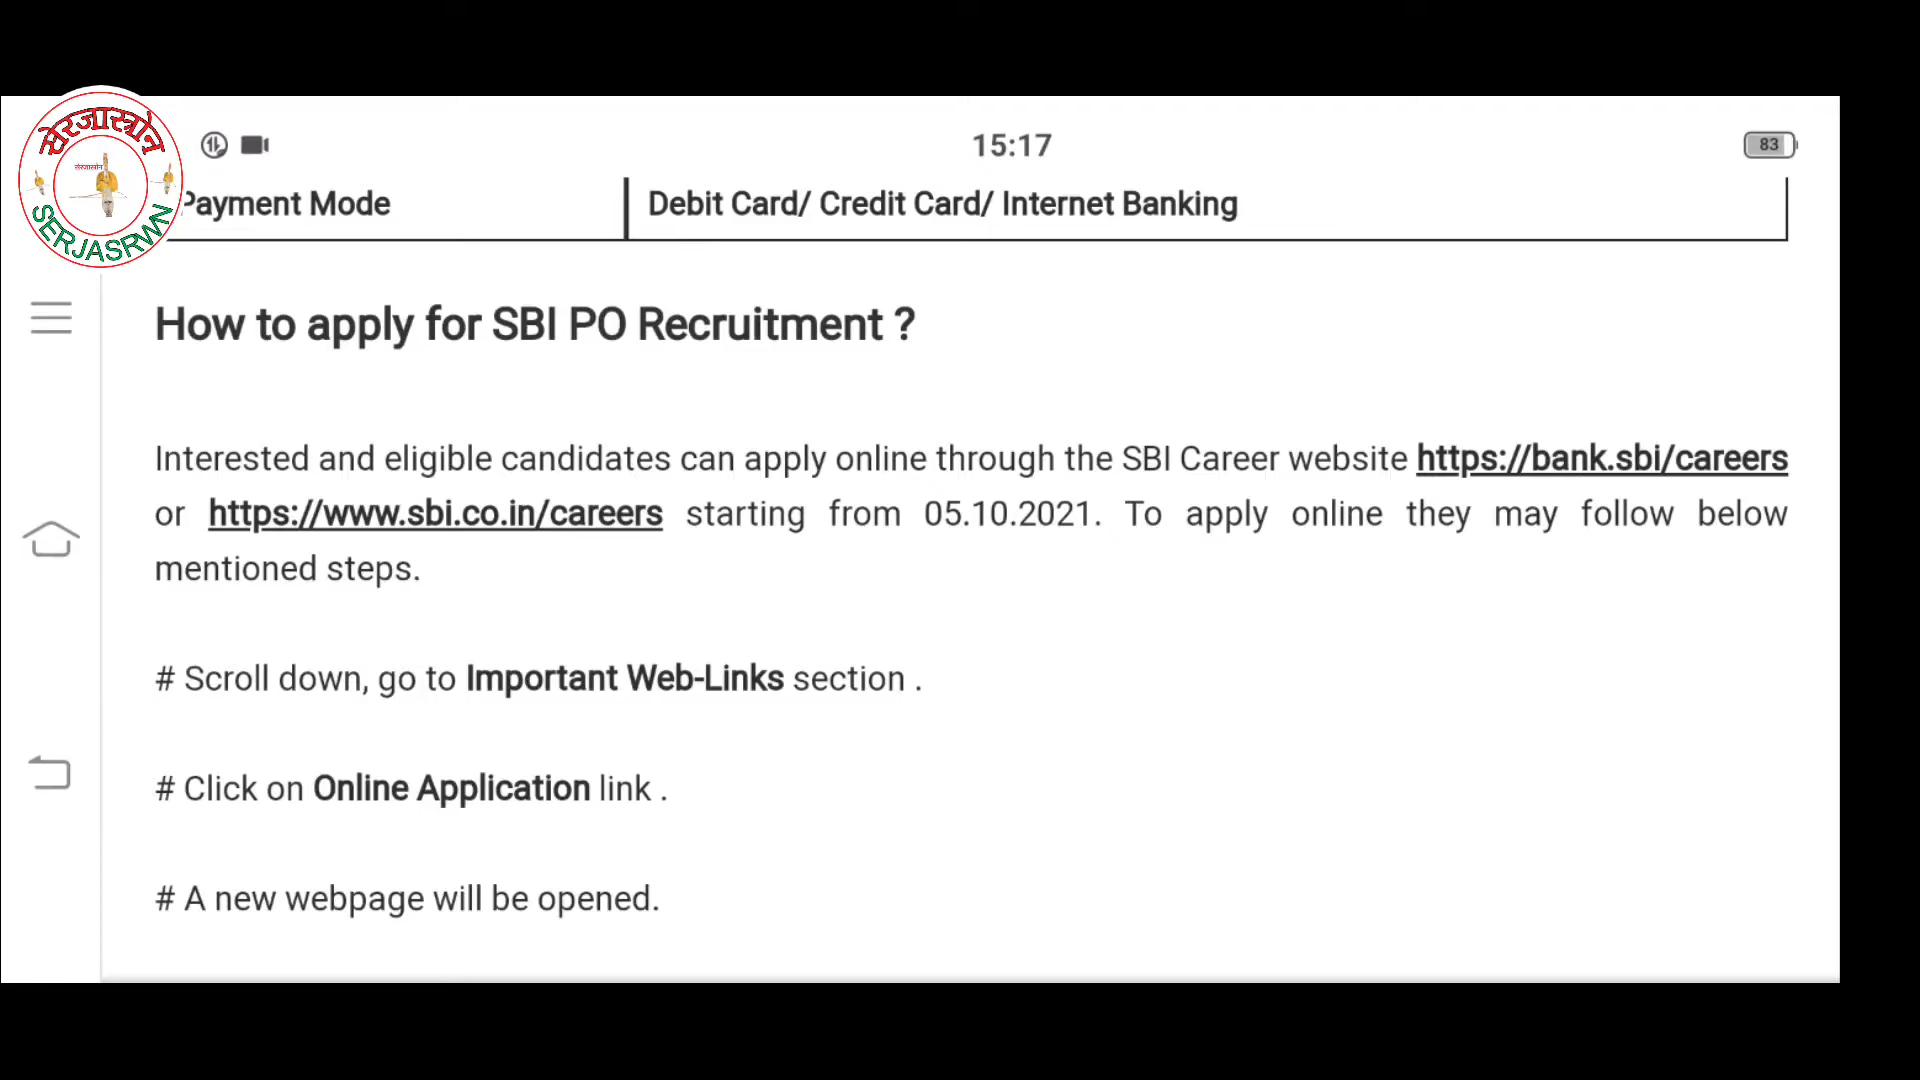 सेरजास्रोन
SERJASRWN
15:17
83
Payment Mode
Debit Card/ Credit Card/ Internet Banking
How to apply for SBI PO Recruitment ?
Interested and eligible candidates can apply online through the SBI Career website https://bank.sbi/careers
or https://www.sbi.co.in/careers starting from 05.10.2021. To apply online they may follow below
mentioned steps.
# Scroll down, go to Important Web-Links section .
# Click on Online Application link .
# A new webpage will be opened.